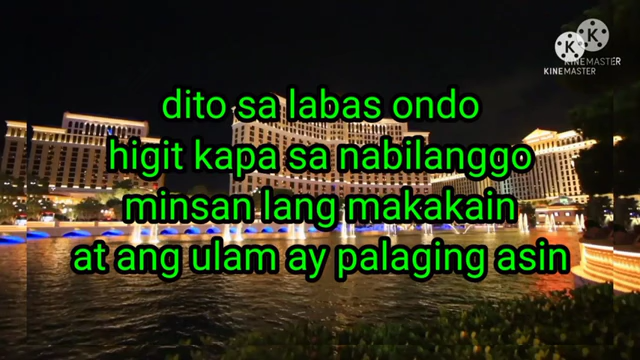 KINEMASTER
KINEMASTER
dito sa labas ondo
higit kapa sa nabilanggo
minsan lang makakain
at ang ulam ay palaging asin